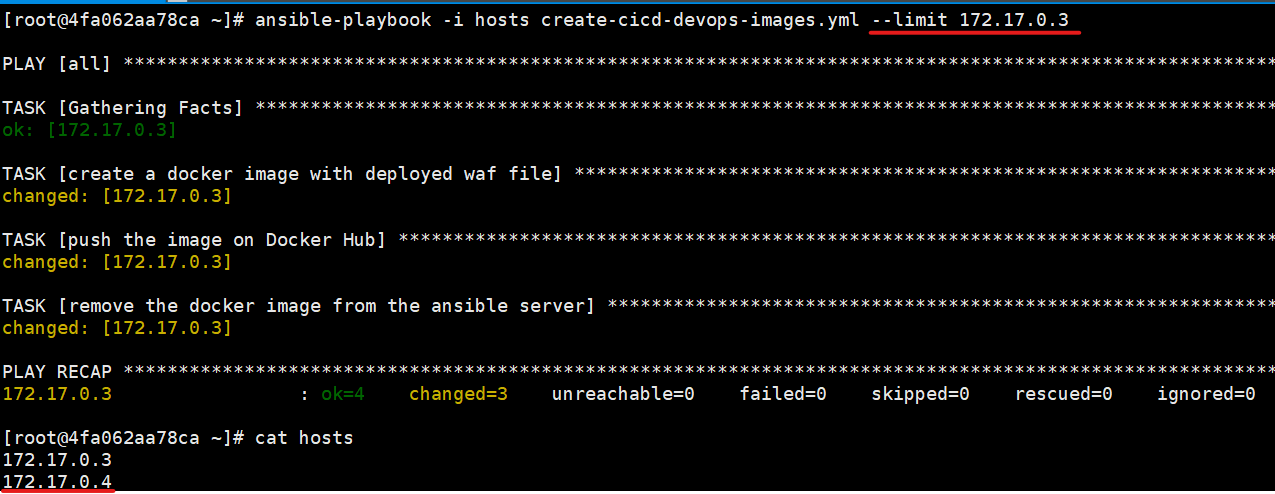 [root@4fa062aa78ca ~]# ansible-playbook -i hosts create-cicd-devops-images.yml --limit 172.17.0.3
PLAY [all] *********************************************************************************************************
TASK [Gathering Facts] *********************************************************************************************
ok: [172.17.0.3]
TASK [create a docker image with deployed waf file] ****************************************************************
changed: [172.17.0.3]
TASK [push the image on Docker Hub] ********************************************************************************
changed: [172.17.0.3]
TASK [remove the docker image from the ansible server] *************************************************************
changed: [172.17.0.3]
PLAY RECAP *********************************************************************************************************
172.17.0.3                 : ok=4    changed=3    unreachable=0    failed=0    skipped=0    rescued=0    ignored=0
[root@4fa062aa78ca ~]# cat hosts
172.17.0.3
172.17.0.4